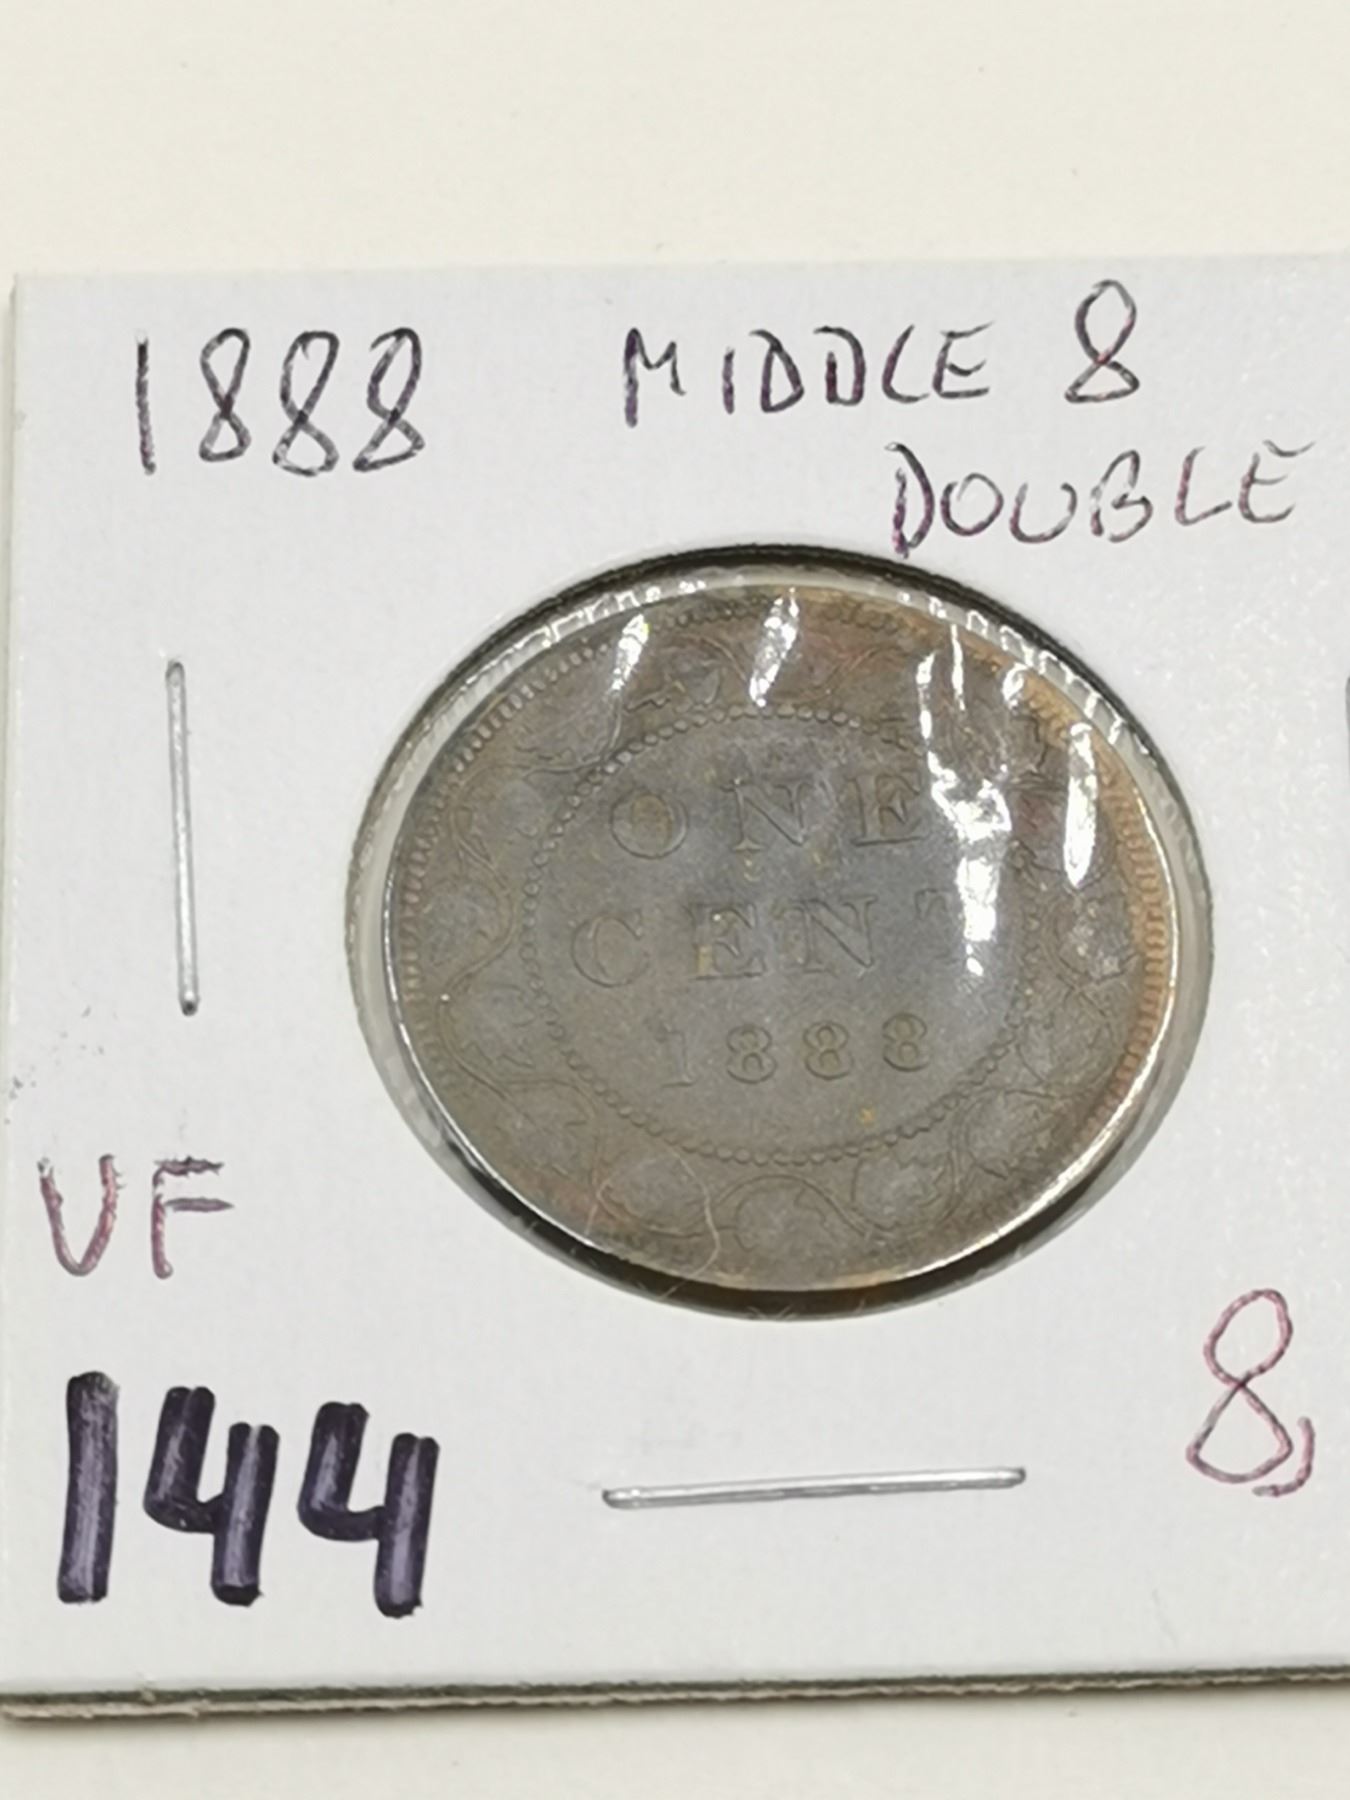 1888 MIDDLE 8
DOUBLE
ONE
CENT
1888
VF
8,
144